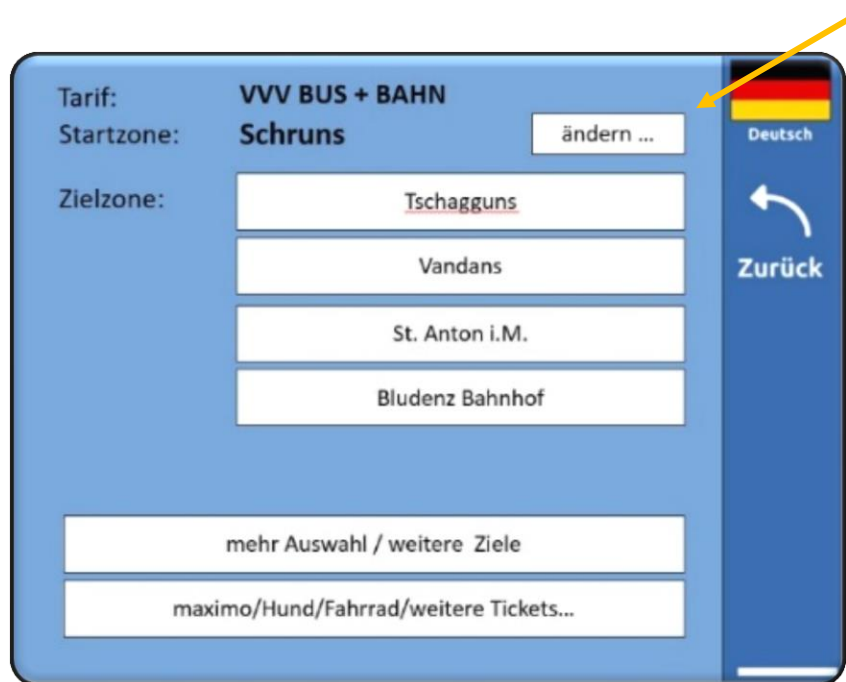 Tarif: VVV BUS + BAHN
Startzone: Schruns ändern ...
Deutsch
Zielzone: Tschagguns
Vandans
Zurück
St. Anton i.M.
Bludenz Bahnhof
mehr Auswahl / weitere Ziele
maximo/Hund/Fahrrad/weitere Tickets...